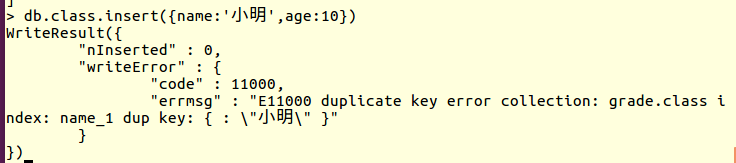 > db.class.insert({name:'小明',age:10})
WriteResult({
        "nInserted" : 0,
        "writeError" : {
                "code" : 11000,
                "errmsg" : "E11000 duplicate key error collection: grade.class i
ndex: name_1 dup key: { : \"小明\" }"
        }
})